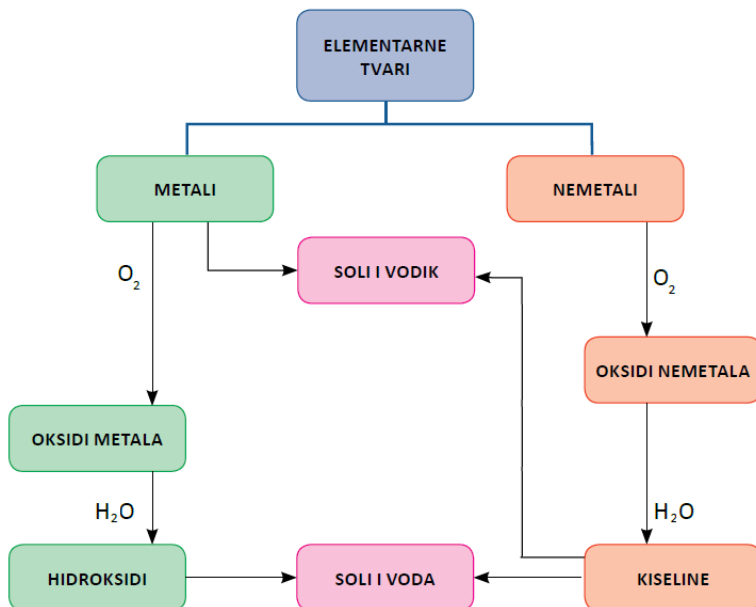 ELEMENTARNE
TVARI
METALI
NEMETALI
SOLI I VODIK
O₂
O₂
OKSIDI NEMETALA
OKSIDI METALA
H₂O
H₂O
HIDROKSIDI
SOLI I VODA
KISELINE